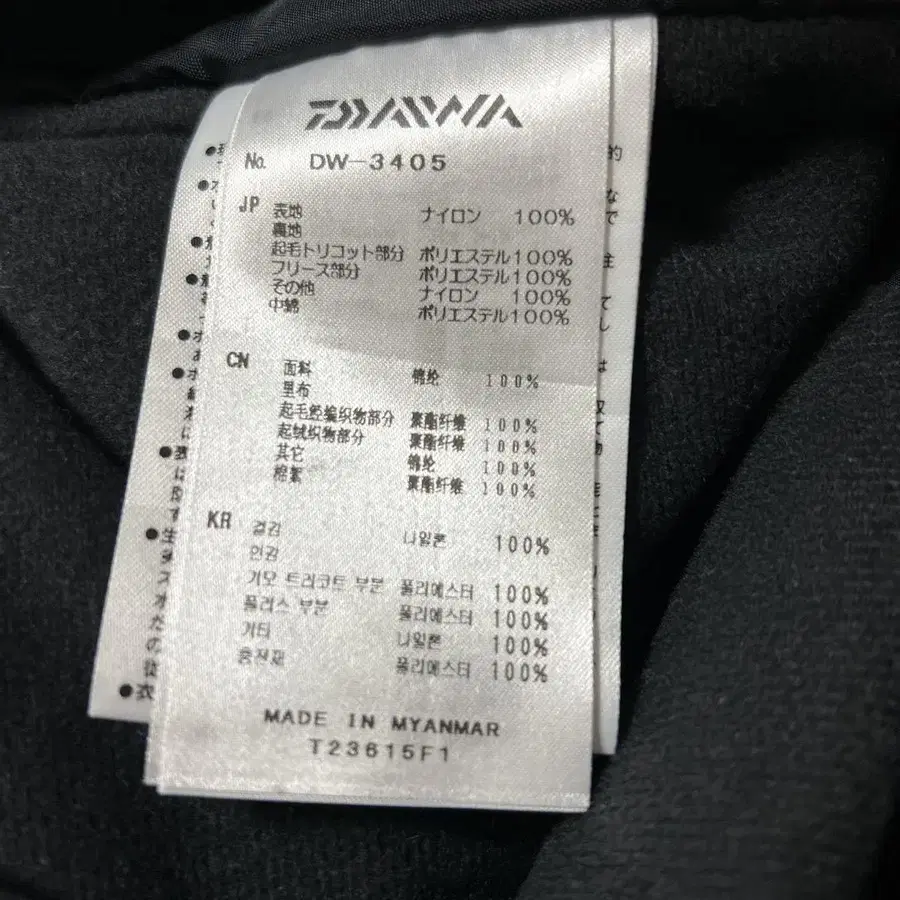 DAIWA
No. DW-3405
JP 表地 ナイロン 100%
裏地
起毛トリコット部分 ポリエステル100%
フリース部分 ポリエステル100%
その他 ナイロン 100%
中綿 ポリエステル100%
CN 面料 锦纶 100%
里布
起毛经编织物部分 聚酯纤维 100%
起绒织物部分 聚酯纤维 100%
其它 锦纶 100%
棉絮 聚酯纤维 100%
KR 겉감 나일론 100%
안감
기모 트리코트 부분 폴리에스터 100%
플리스 부분 폴리에스터 100%
기타 나일론 100%
충전재 폴리에스터 100%
MADE IN MYANMAR
T23615F1